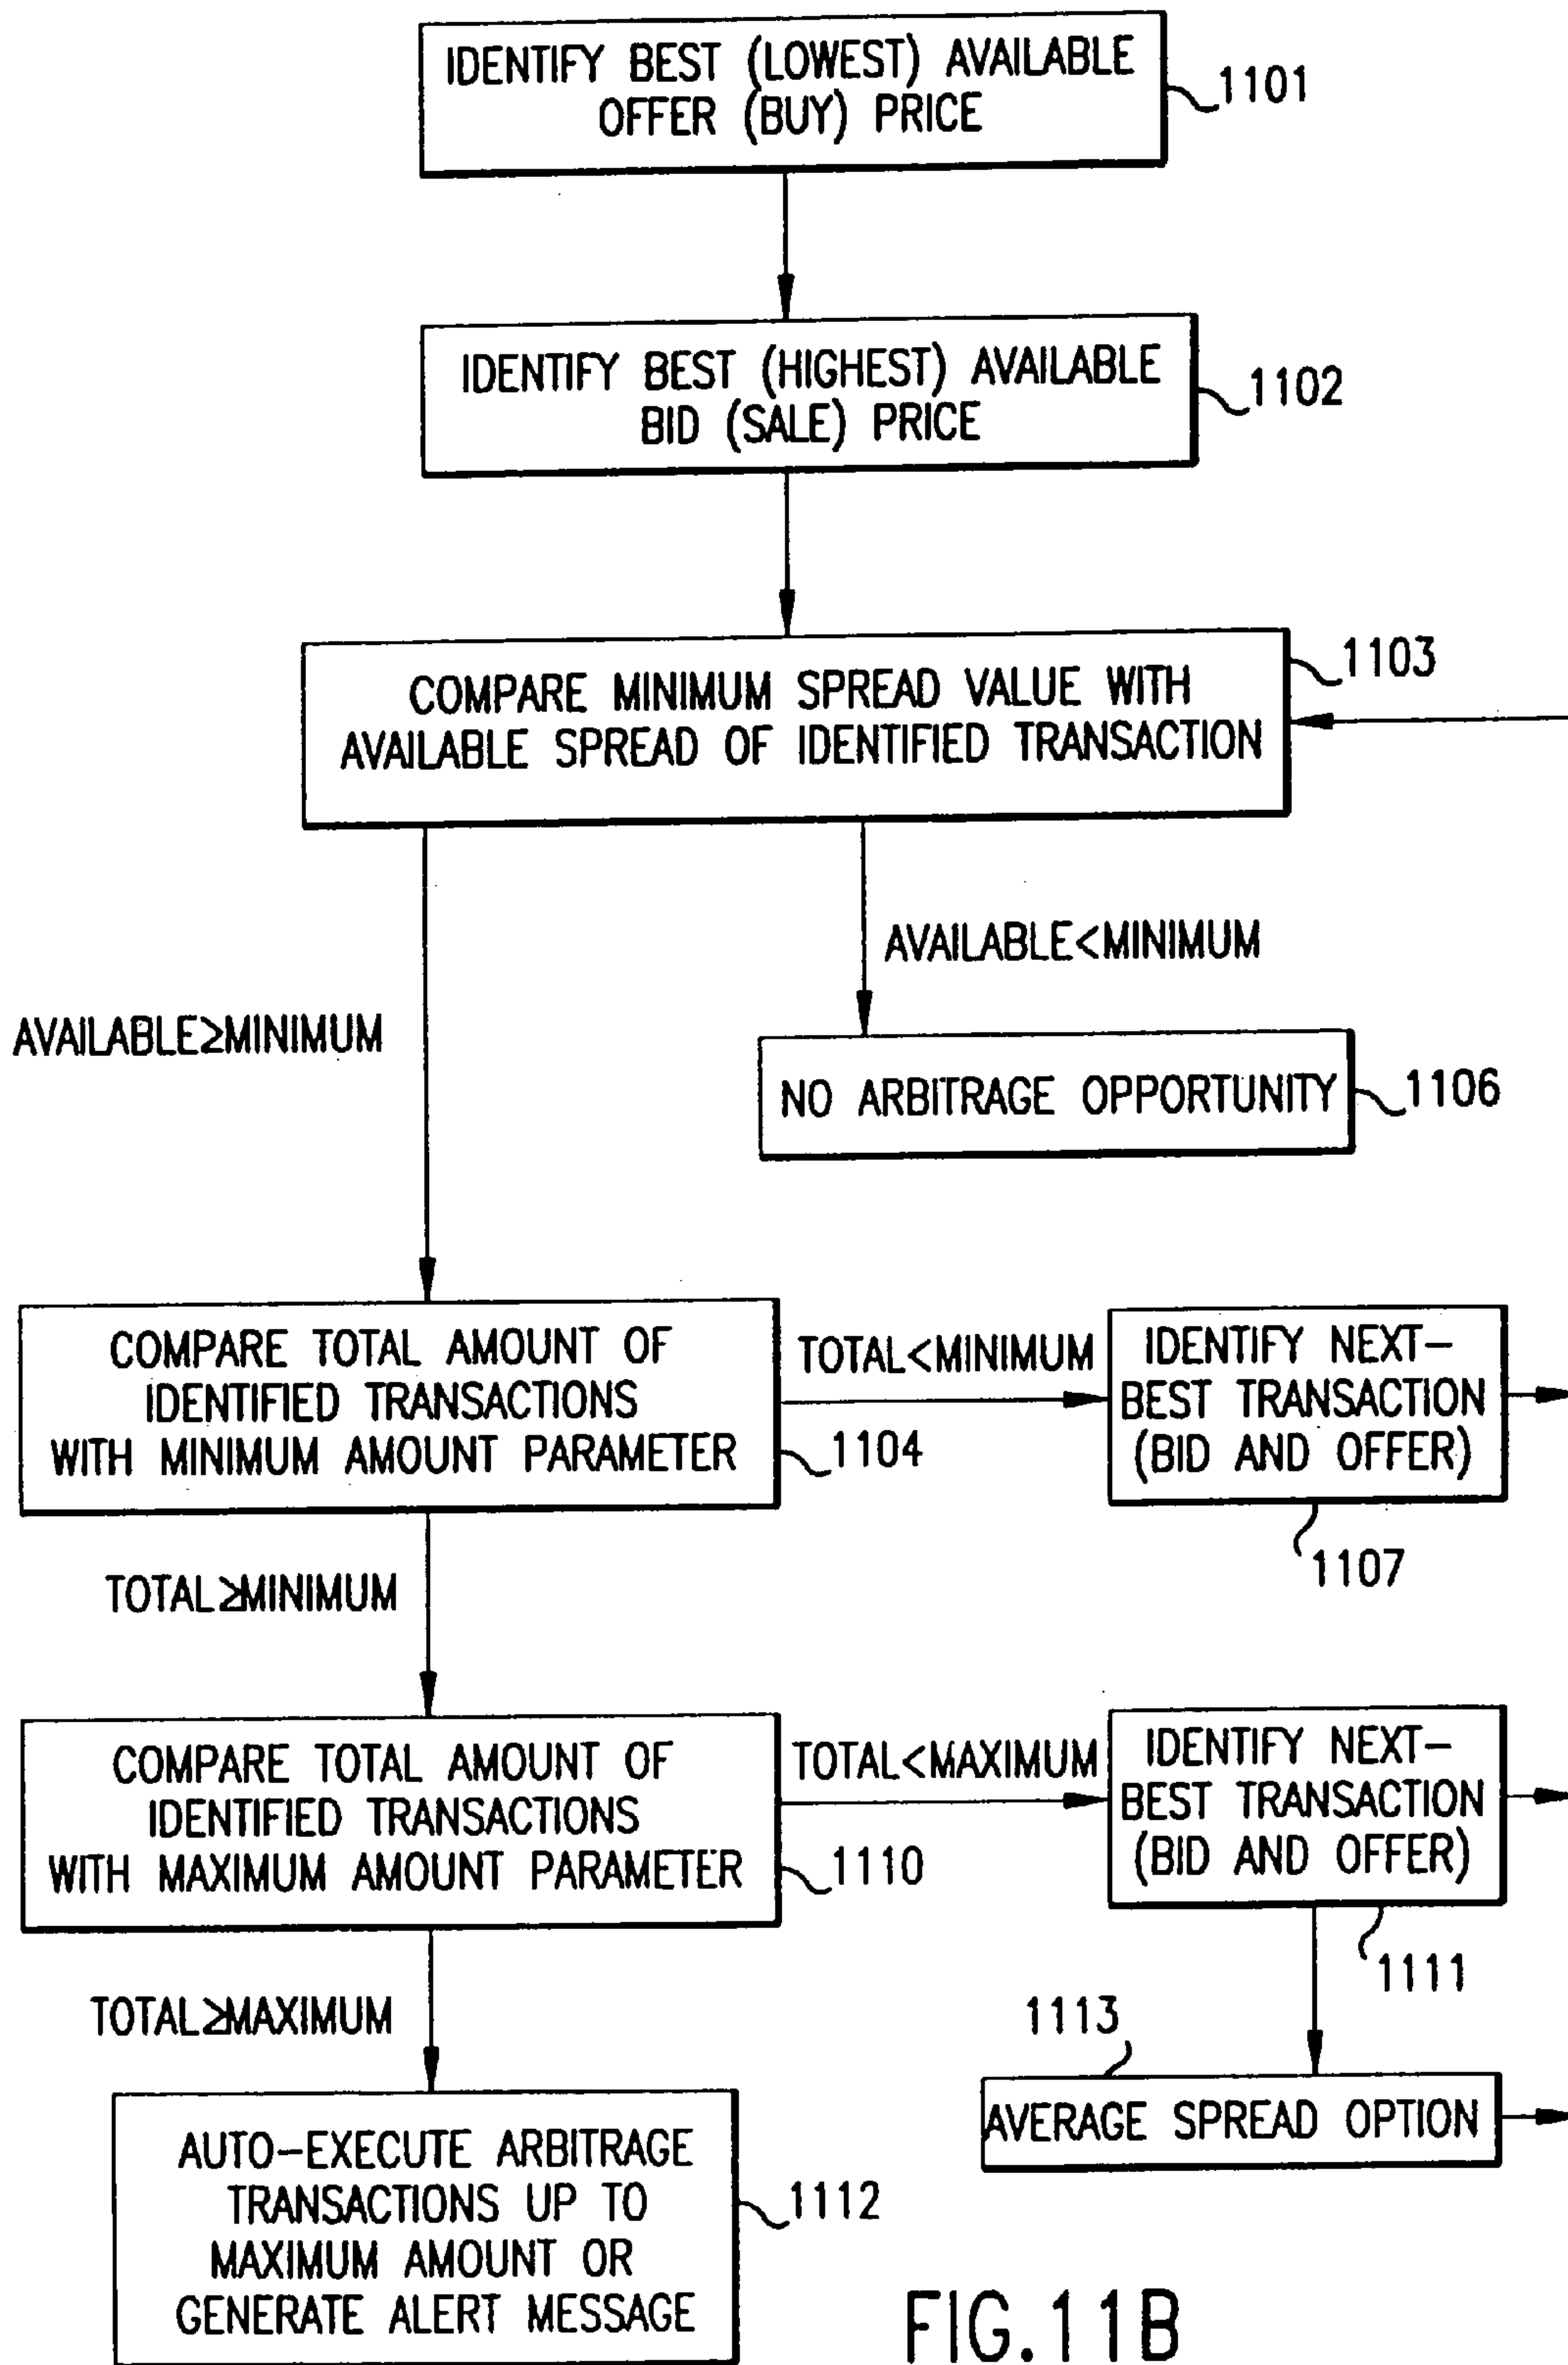 IDENTIFY BEST (LOWEST) AVAILABLE
OFFER (BUY) PRICE
1101
IDENTIFY BEST (HIGHEST) AVAILABLE
BID (SALE) PRICE
1102
COMPARE MINIMUM SPREAD VALUE WITH
AVAILABLE SPREAD OF IDENTIFIED TRANSACTION
1103
AVAILABLE<MINIMUM
AVAILABLE≥MINIMUM
NO ARBITRAGE OPPORTUNITY
1106
COMPARE TOTAL AMOUNT OF
IDENTIFIED TRANSACTIONS
WITH MINIMUM AMOUNT PARAMETER
1104
TOTAL<MINIMUM
IDENTIFY NEXT-
BEST TRANSACTION
(BID AND OFFER)
1107
TOTAL≥MINIMUM
COMPARE TOTAL AMOUNT OF
IDENTIFIED TRANSACTIONS
WITH MAXIMUM AMOUNT PARAMETER
1110
TOTAL<MAXIMUM
IDENTIFY NEXT-
BEST TRANSACTION
(BID AND OFFER)
1111
TOTAL≥MAXIMUM
1113
AVERAGE SPREAD OPTION
AUTO-EXECUTE ARBITRAGE
TRANSACTIONS UP TO
MAXIMUM AMOUNT OR
GENERATE ALERT MESSAGE
1112
FIG.11B